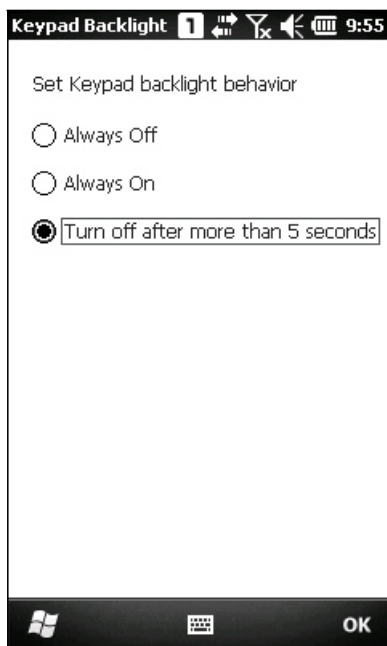 Keypad Backlight 1 9:55
Set Keypad backlight behavior
Always Off
Always On
Turn off after more than 5 seconds
OK